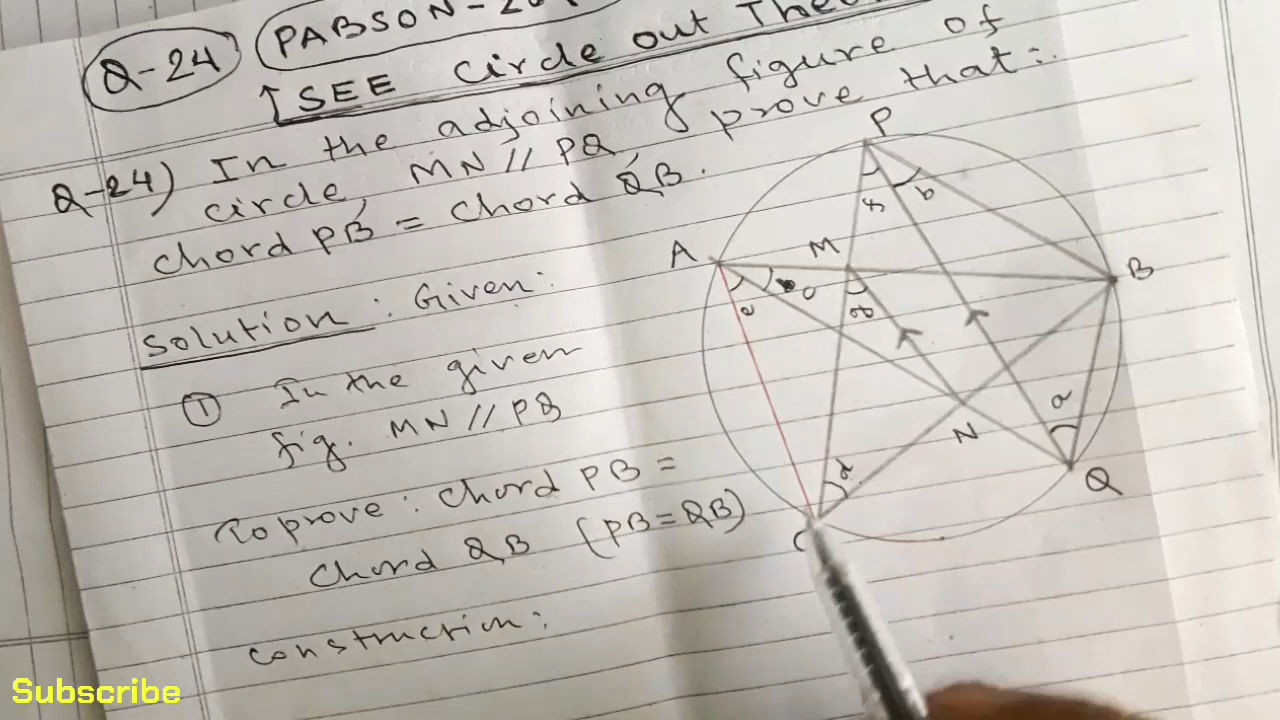 Q-24
PABSON-
SEE Circle out
Q-24) In the adjoining figure of
circle, MN // PQ, prove that:
chord PB = chord QB.
Solution: Given:
① In the given
fig. MN // PQ
To prove: Chord PB =
Chord QB (PB = QB)
Construction:
P
b
A
M
B
c
e
a
N
d
Q
C
Subscribe